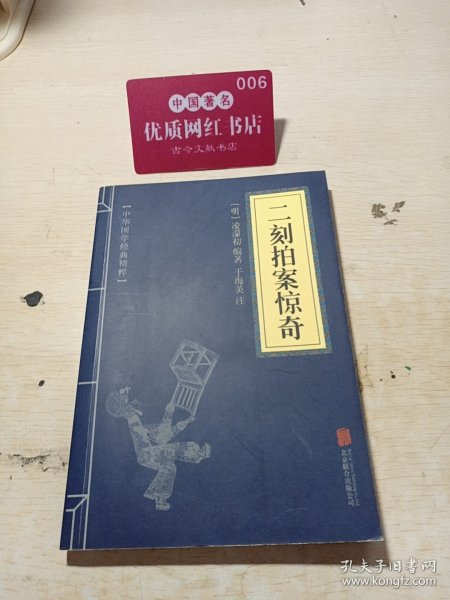 006
中国著名
优质网红书店
古今文献书店
二刻拍案惊奇
[明]凌濛初 编著 于海英 注
【中华国学经典精粹】
北京联合出版公司
孔夫子旧书网
www.kongfz.com